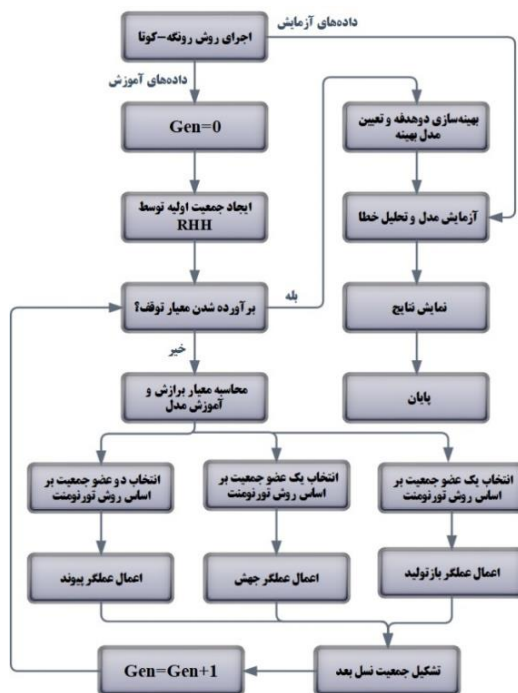 اجرای روش رونگه-کوتا
داده‌های آزمایش
داده‌های آموزش
Gen=0
ایجاد جمعیت اولیه توسط
RHH
برآورده شدن معیار توقف؟
بله
خیر
بهینه‌سازی دوهدفه و تعیین
مدل بهینه
آزمایش مدل و تحلیل خطا
نمایش نتایج
پایان
محاسبه معیار برازش و
آموزش مدل
انتخاب دو عضو جمعیت بر
اساس روش تورنومنت
انتخاب یک عضو جمعیت بر
اساس روش تورنومنت
انتخاب یک عضو جمعیت بر
اساس روش تورنومنت
اعمال عملگر پیوند
اعمال عملگر جهش
اعمال عملگر بازتولید
تشکیل جمعیت نسل بعد
Gen=Gen+1